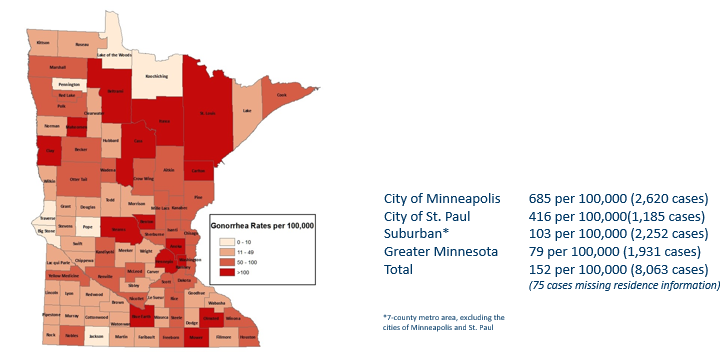 Kittson
Roseau
Lake of the Woods
Marshall
Koochiching
Pennington
Beltrami
Red Lake
Polk
Clearwater
St. Louis
Cook
Lake
Itasca
Norman
Mahnomen
Hubbard
Cass
Clay
Becker
Wadena
Crow Wing
Aitkin
Carlton
Wilkin
Otter Tail
Todd
Morrison
Mille Lacs
Kanabec
Pine
Grant
Douglas
Traverse
Stevens
Pope
Stearns
Benton
Isanti
Chisago
Big Stone
Swift
Meeker
Wright
Sherburne
Lac qui Parle
Chippewa
Kandiyohi
Hennepin
Washington
McLeod
Carver
Yellow Medicine
Renville
Sibley
Scott
Lincoln
Lyon
Redwood
Brown
Nicollet
Le Sueur
Rice
Goodhue
Wabasha
Pipestone
Murray
Cottonwood
Watonwan
Waseca
Steele
Dodge
Olmsted
Winona
Rock
Nobles
Jackson
Martin
Faribault
Freeborn
Mower
Fillmore
Houston
Gonorrhea Rates per 100,000
0 - 10
11 - 49
50 - 100
>100
City of Minneapolis 685 per 100,000 (2,620 cases)
City of St. Paul 416 per 100,000(1,185 cases)
Suburban* 103 per 100,000 (2,252 cases)
Greater Minnesota 79 per 100,000 (1,931 cases)
Total 152 per 100,000 (8,063 cases)
(75 cases missing residence information)
*7-county metro area, excluding the
cities of Minneapolis and St. Paul